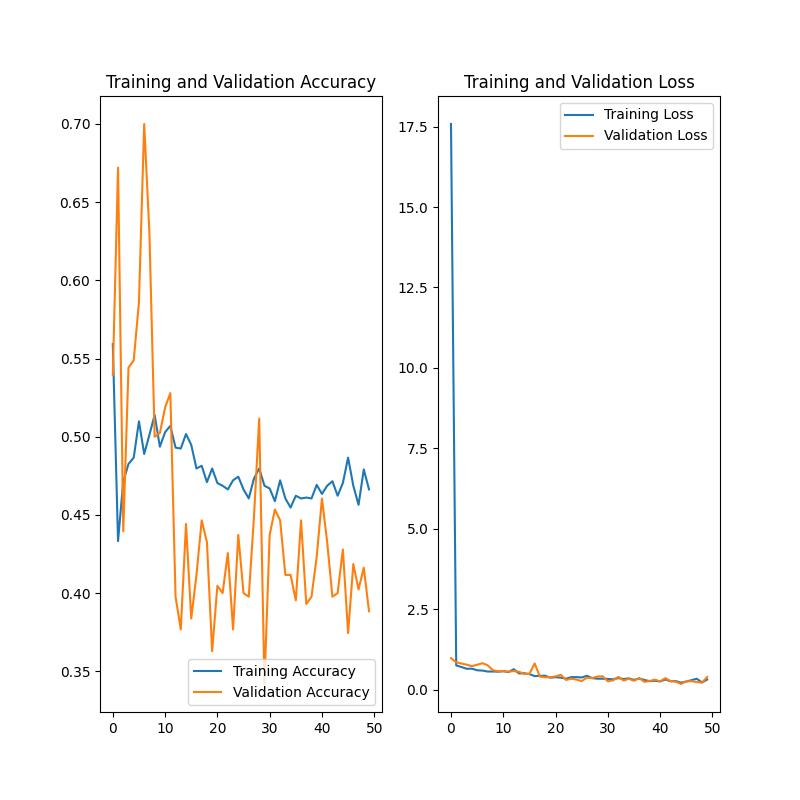 Training and Validation Accuracy
0.70
0.65
0.60
0.55
0.50
0.45
0.40
0.35
0 10 20 30 40 50
Training Accuracy
Validation Accuracy
Training and Validation Loss
17.5
15.0
12.5
10.0
7.5
5.0
2.5
0.0
0 10 20 30 40 50
Training Loss
Validation Loss